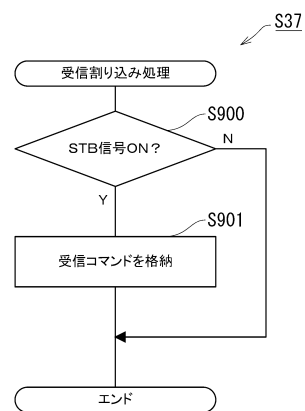 S37
受信割り込み処理
S900
STB信号ON?
N
Y
S901
受信コマンドを格納
エンド